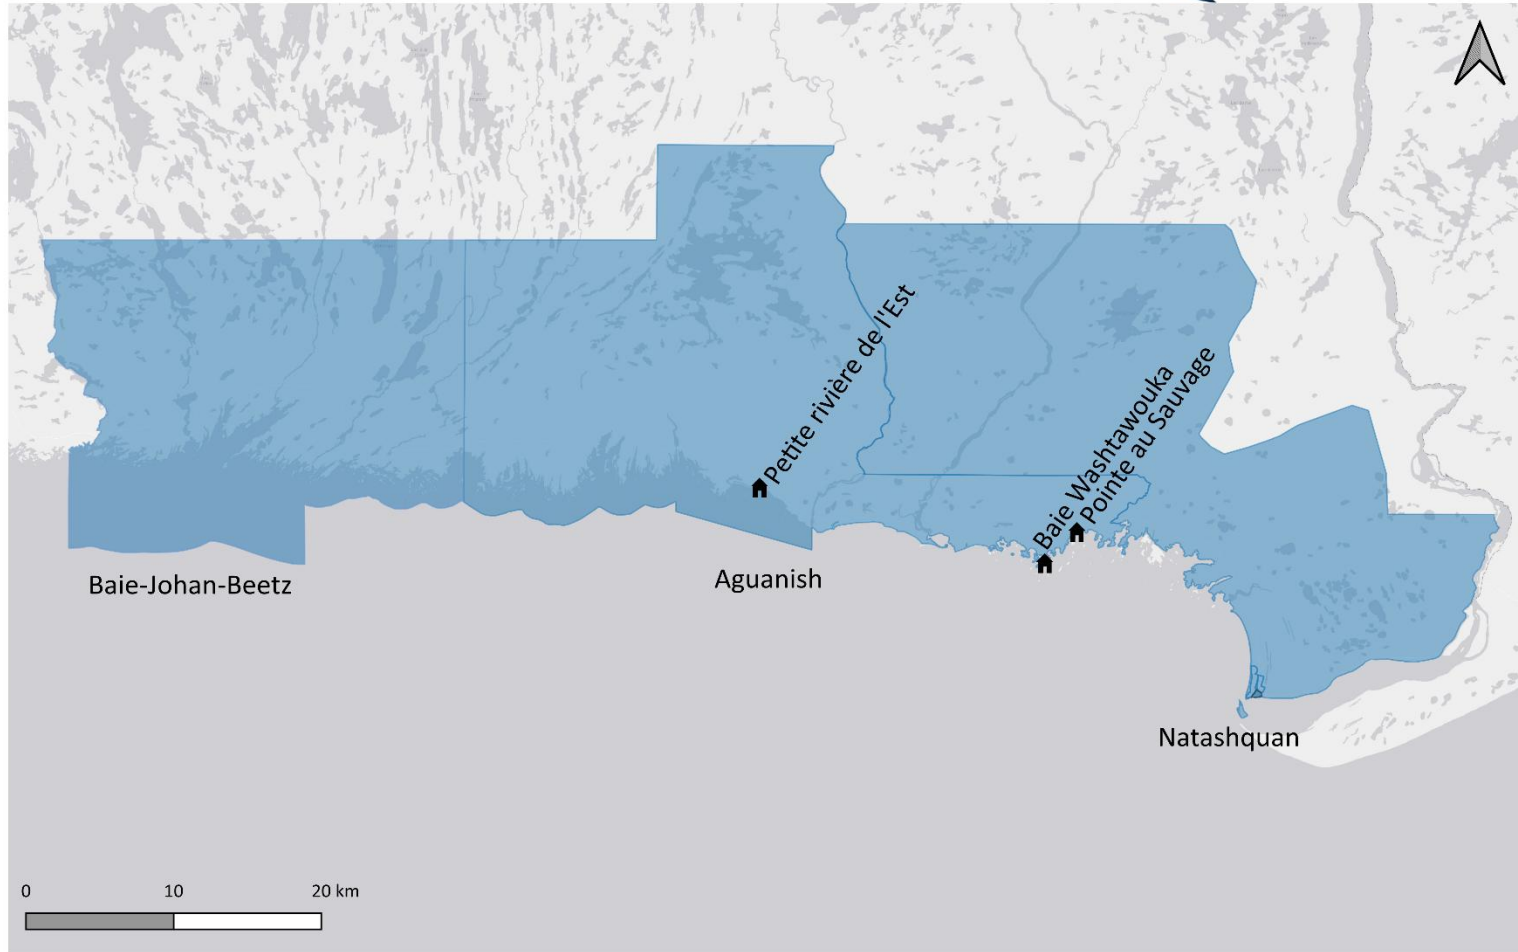 Petite rivière de l'Est
Baie Washtawouka
Pointe au Sauvage
Baie-Johan-Beetz
Aguanish
Natashquan
0 10 20 km